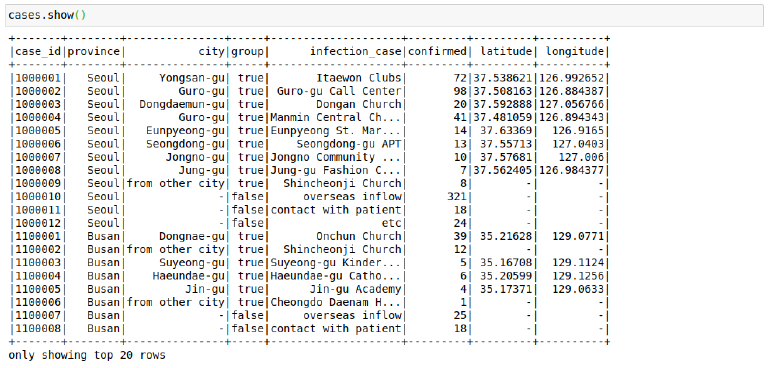 cases.show()
+-------+--------+---------------+-----+--------------------+---------+---------+----------+
|case_id|province|           city|group|      infection_case|confirmed| latitude| longitude|
+-------+--------+---------------+-----+--------------------+---------+---------+----------+
|1000001|   Seoul|     Yongsan-gu| true|       Itaewon Clubs|       72|37.538621|126.992652|
|1000002|   Seoul|        Guro-gu| true| Guro-gu Call Center|       98|37.508163|126.884387|
|1000003|   Seoul|  Dongdaemun-gu| true|       Dongan Church|       20|37.592888|127.056766|
|1000004|   Seoul|        Guro-gu| true|Manmin Central Ch...|       41|37.481059|126.894343|
|1000005|   Seoul|   Eunpyeong-gu| true|Eunpyeong St. Mar...|       14| 37.63369|  126.9165|
|1000006|   Seoul|   Seongdong-gu| true|    Seongdong-gu APT|       13| 37.55713|  127.0403|
|1000007|   Seoul|      Jongno-gu| true|Jongno Community ...|       10| 37.57681|   127.006|
|1000008|   Seoul|        Jung-gu| true|Jung-gu Fashion C...|        7|37.562405|126.984377|
|1000009|   Seoul|from other city| true|  Shincheonji Church|        8|        -|         -|
|1000010|   Seoul|              -|false|     overseas inflow|      321|        -|         -|
|1000011|   Seoul|              -|false|contact with patient|       18|        -|         -|
|1000012|   Seoul|              -|false|                 etc|       24|        -|         -|
|1100001|   Busan|     Dongnae-gu| true|       Onchun Church|       39| 35.21628|  129.0771|
|1100002|   Busan|from other city| true|  Shincheonji Church|       12|        -|         -|
|1100003|   Busan|     Suyeong-gu| true|Suyeong-gu Kinder...|        5| 35.16708|  129.1124|
|1100004|   Busan|    Haeundae-gu| true|Haeundae-gu Catho...|        6| 35.20599|  129.1256|
|1100005|   Busan|         Jin-gu| true|      Jin-gu Academy|        4| 35.17371|  129.0633|
|1100006|   Busan|from other city| true|Cheongdo Daenam H...|        1|        -|         -|
|1100007|   Busan|              -|false|     overseas inflow|       25|        -|         -|
|1100008|   Busan|              -|false|contact with patient|       18|        -|         -|
+-------+--------+---------------+-----+--------------------+---------+---------+----------+
only showing top 20 rows